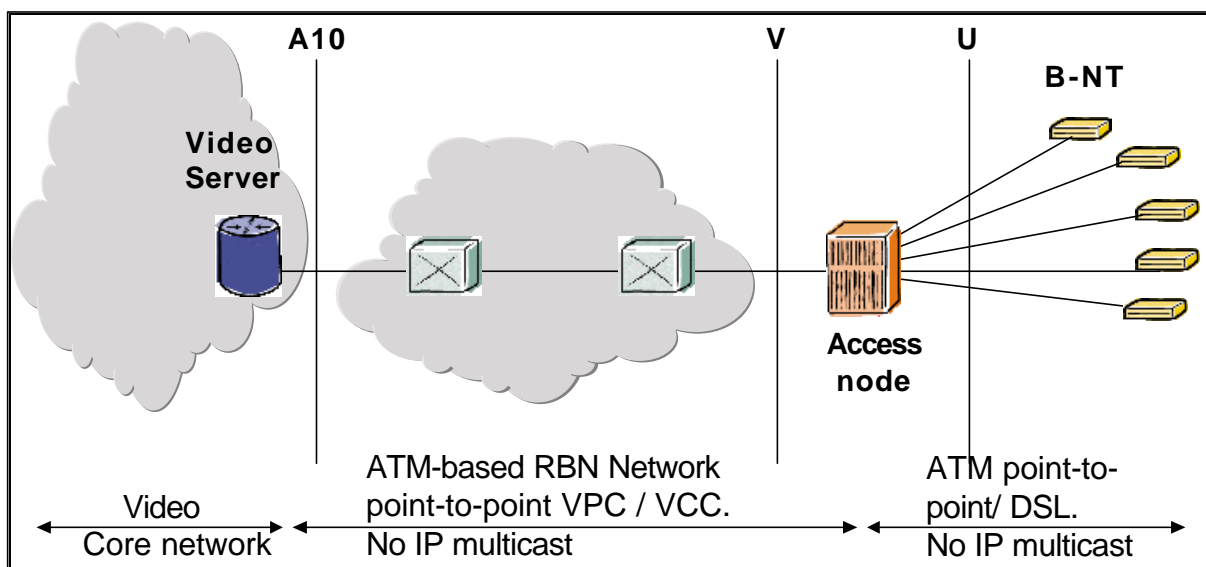 A10
V
U
B-NT
Video
Server
Access
node
Video
Core network
ATM-based RBN Network
point-to-point VPC / VCC.
No IP multicast
ATM point-to-
point/ DSL.
No IP multicast